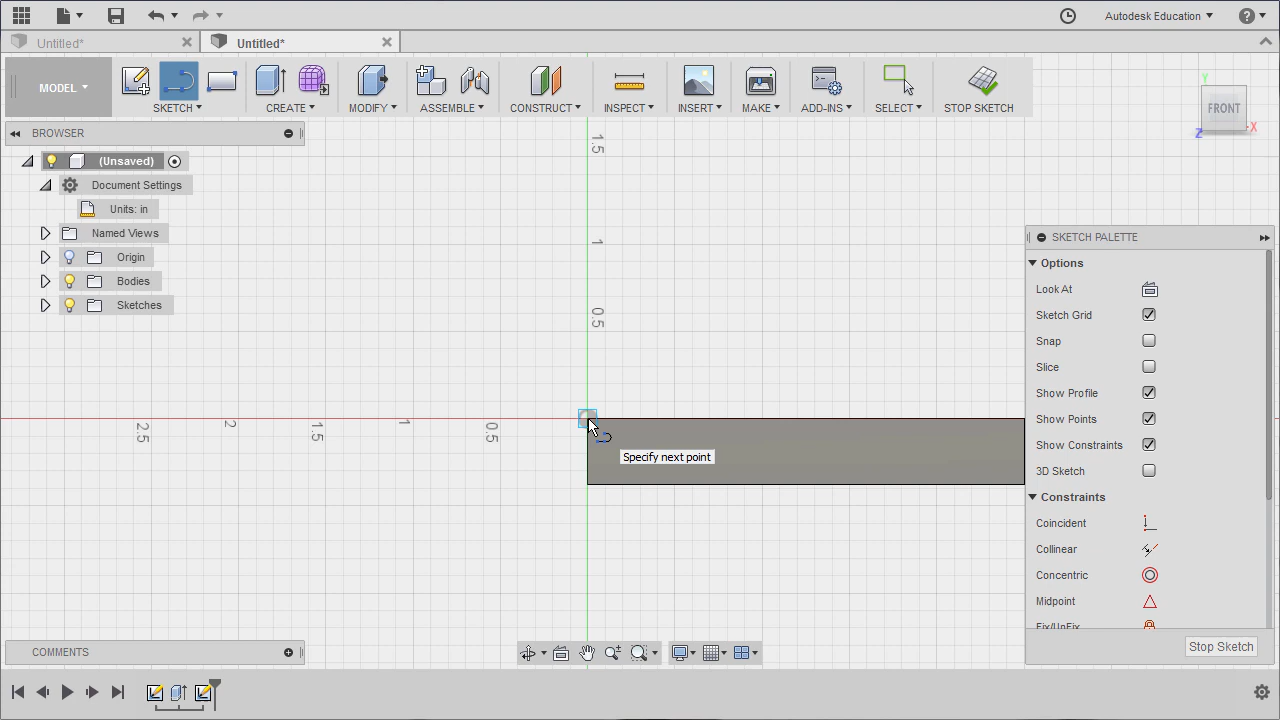 Autodesk Education
Untitled*
Untitled*
MODEL
SKETCH
CREATE
MODIFY
ASSEMBLE
CONSTRUCT
INSPECT
INSERT
MAKE
ADD-INS
SELECT
STOP SKETCH
Y
FRONT
X
Z
BROWSER
(Unsaved)
Document Settings
Units: in
Named Views
Origin
Bodies
Sketches
1.5
1
0.5
2.5
2
1.5
1
0.5
Specify next point
SKETCH PALETTE
Options
Look At
Sketch Grid
Snap
Slice
Show Profile
Show Points
Show Constraints
3D Sketch
Constraints
Coincident
Collinear
Concentric
Midpoint
Fix/UnFix
Stop Sketch
COMMENTS